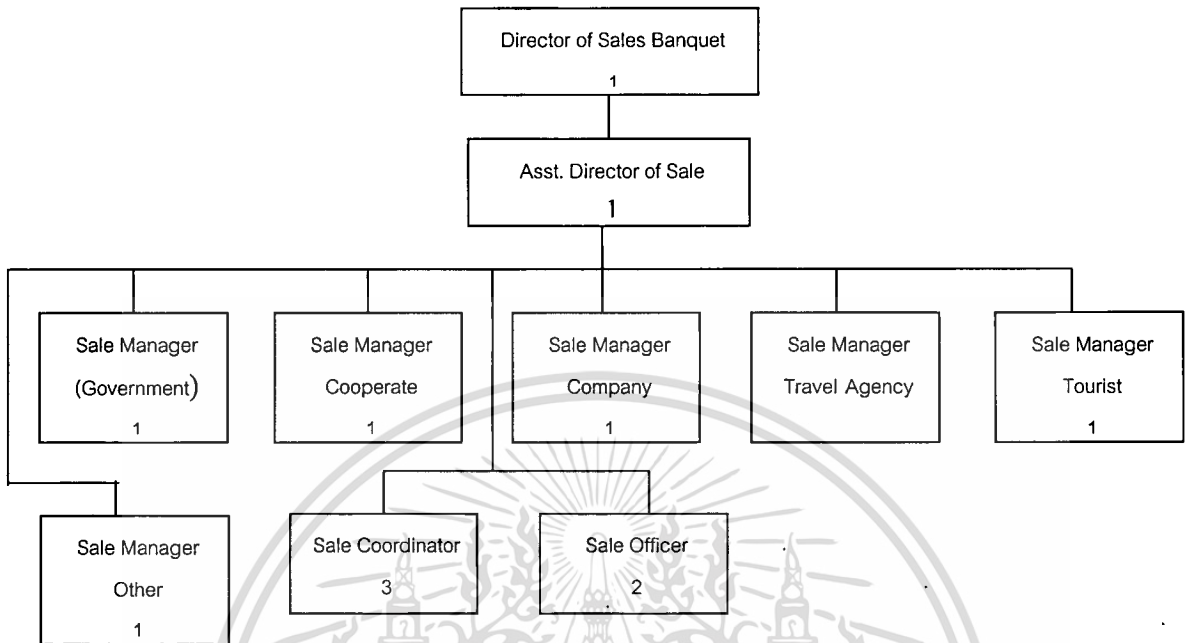 Director of Sales Banquet
1
Asst. Director of Sale
1
Sale Manager
(Government)
1
Sale Manager
Cooperate
1
Sale Manager
Company
1
Sale Manager
Travel Agency
Sale Manager
Tourist
1
Sale Manager
Other
1
Sale Coordinator
3
Sale Officer
2